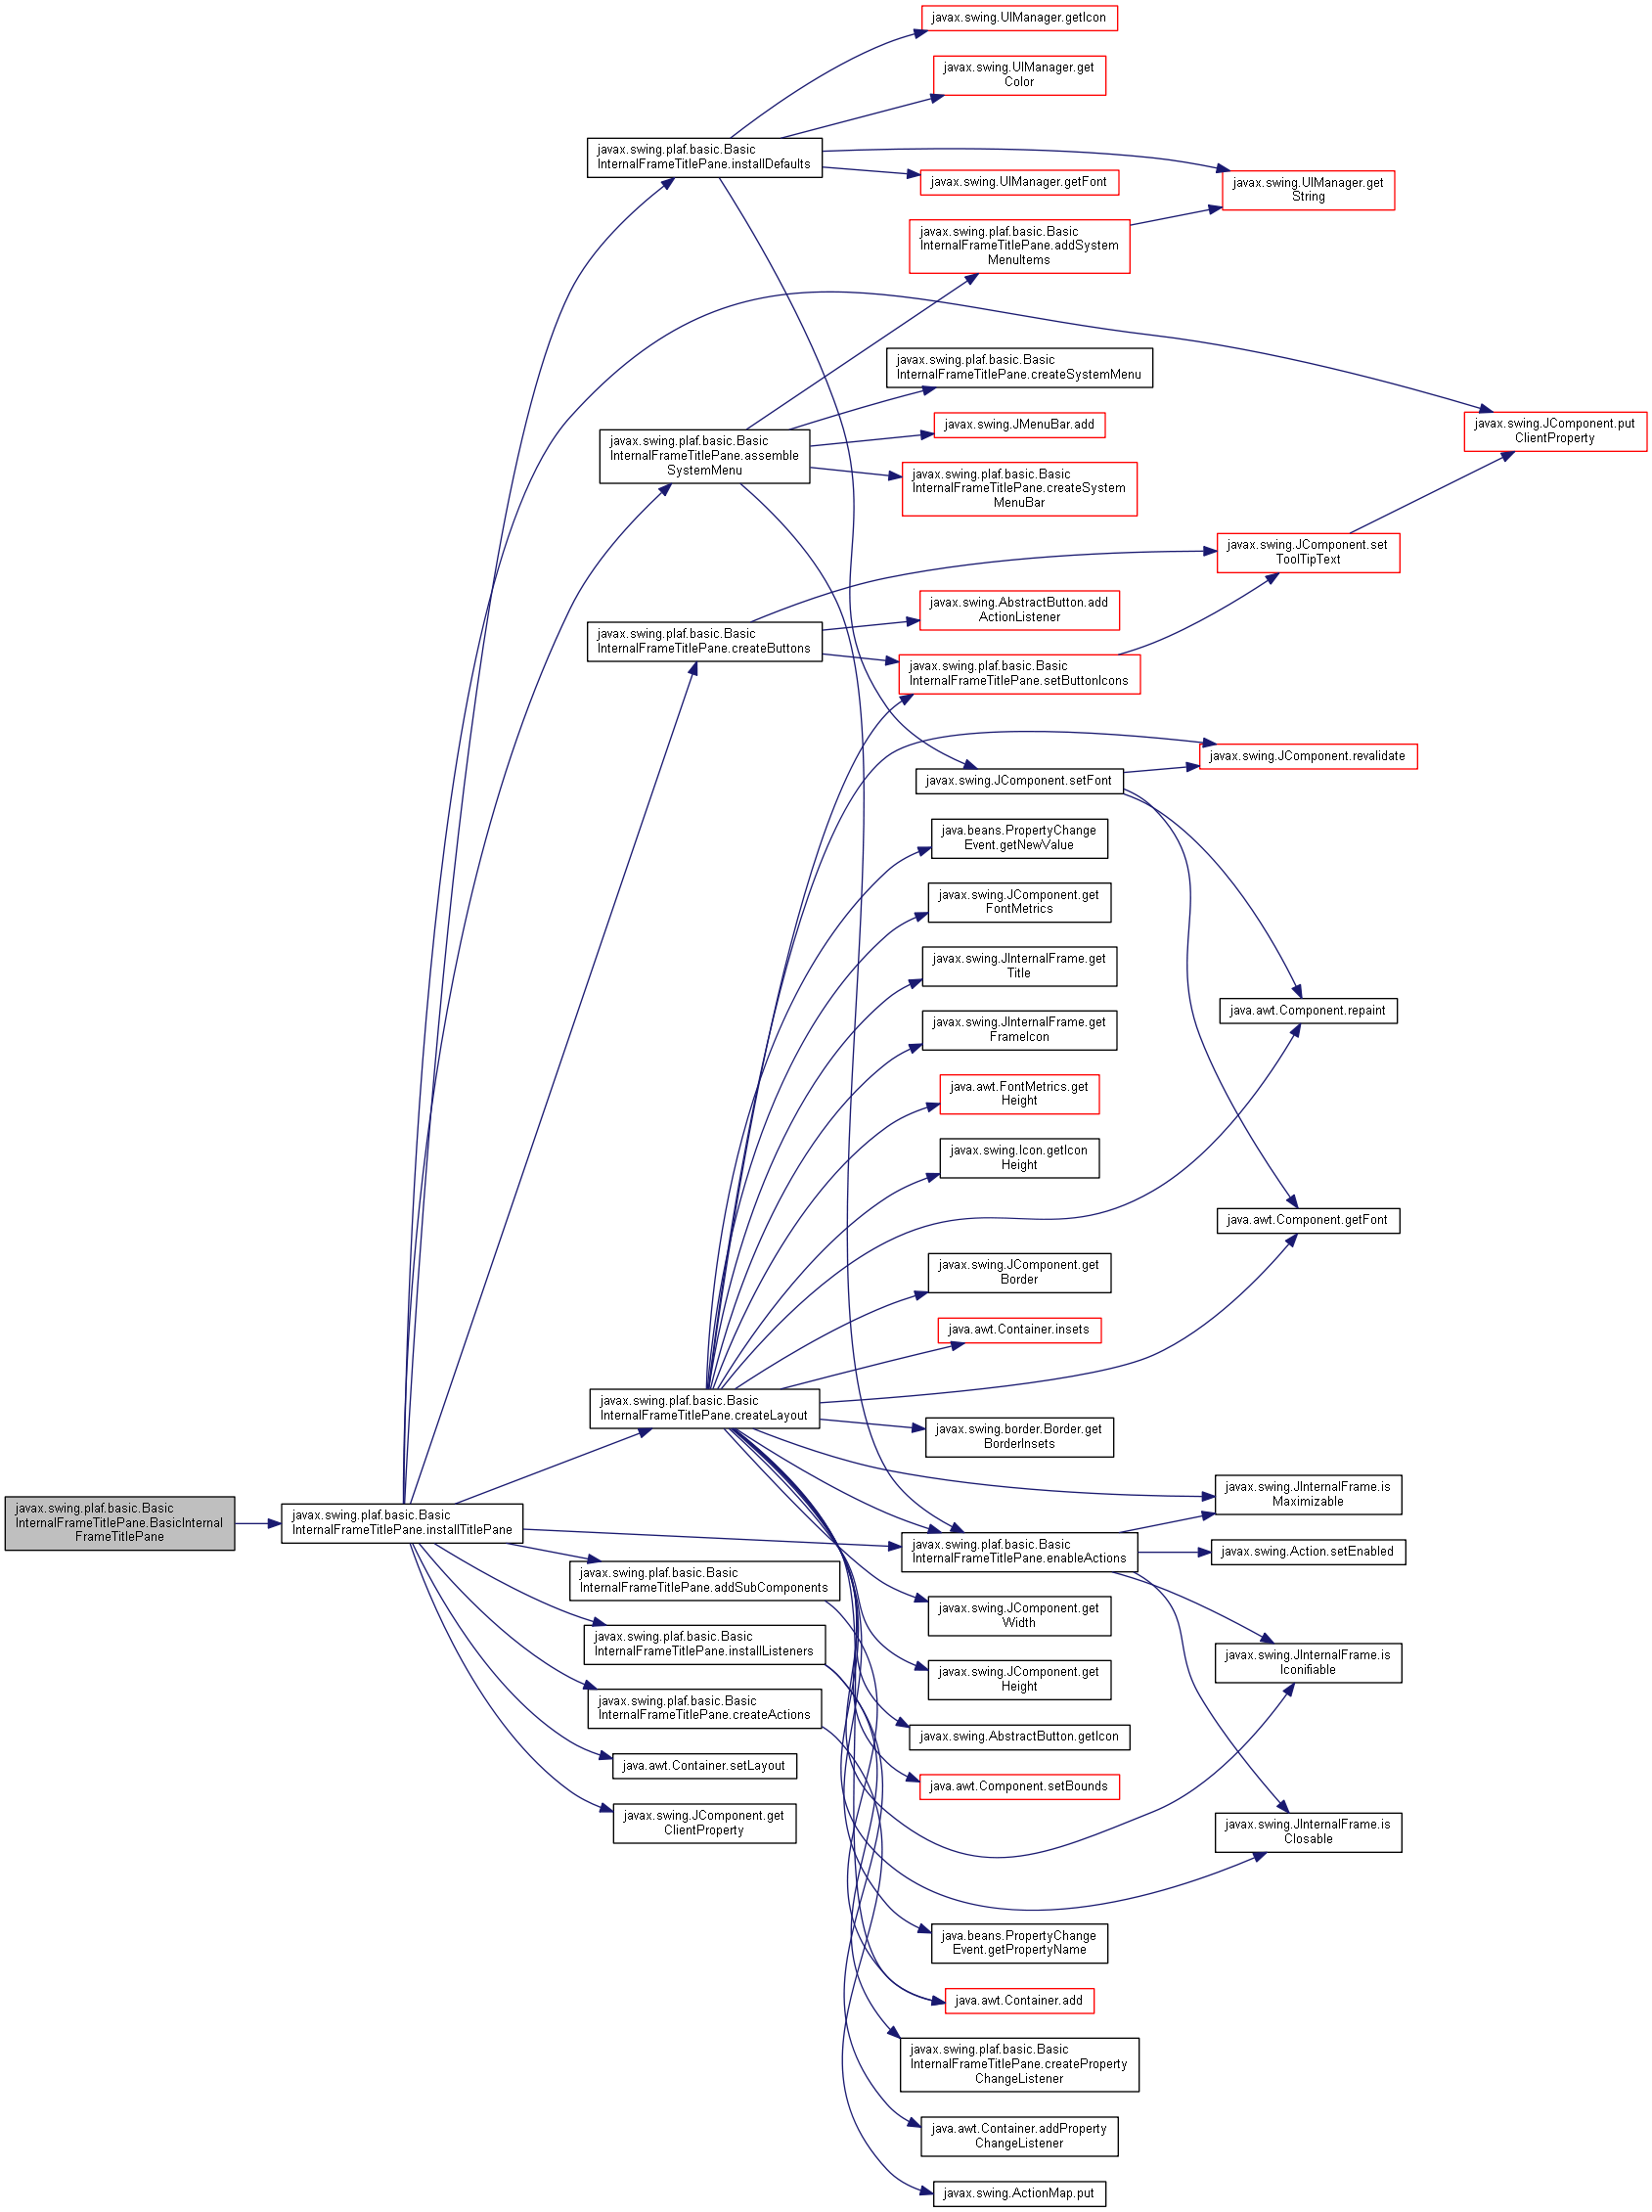 javax.swing.UIManager.getIcon
javax.swing.UIManager.get
Color
javax.swing.plaf.basic.Basic
InternalFrameTitlePane.installDefaults
javax.swing.UIManager.getFont
javax.swing.UIManager.get
String
javax.swing.plaf.basic.Basic
InternalFrameTitlePane.addSystem
MenuItems
javax.swing.plaf.basic.Basic
InternalFrameTitlePane.createSystemMenu
javax.swing.JMenuBar.add
javax.swing.JComponent.put
ClientProperty
javax.swing.plaf.basic.Basic
InternalFrameTitlePane.assemble
SystemMenu
javax.swing.plaf.basic.Basic
InternalFrameTitlePane.createSystem
MenuBar
javax.swing.JComponent.set
ToolTipText
javax.swing.AbstractButton.add
ActionListener
javax.swing.plaf.basic.Basic
InternalFrameTitlePane.createButtons
javax.swing.plaf.basic.Basic
InternalFrameTitlePane.setButtonIcons
javax.swing.JComponent.revalidate
javax.swing.JComponent.setFont
java.beans.PropertyChange
Event.getNewValue
javax.swing.JComponent.get
FontMetrics
javax.swing.JInternalFrame.get
Title
java.awt.Component.repaint
javax.swing.JInternalFrame.get
FrameIcon
java.awt.FontMetrics.get
Height
javax.swing.Icon.getIcon
Height
java.awt.Component.getFont
javax.swing.JComponent.get
Border
java.awt.Container.insets
javax.swing.plaf.basic.Basic
InternalFrameTitlePane.createLayout
javax.swing.border.Border.get
BorderInsets
javax.swing.JInternalFrame.is
Maximizable
javax.swing.plaf.basic.Basic
InternalFrameTitlePane.BasicInternal
FrameTitlePane
javax.swing.plaf.basic.Basic
InternalFrameTitlePane.installTitlePane
javax.swing.plaf.basic.Basic
InternalFrameTitlePane.enableActions
javax.swing.Action.setEnabled
javax.swing.plaf.basic.Basic
InternalFrameTitlePane.addSubComponents
javax.swing.JComponent.get
Width
javax.swing.plaf.basic.Basic
InternalFrameTitlePane.installListeners
javax.swing.JInternalFrame.is
Iconifiable
javax.swing.JComponent.get
Height
javax.swing.plaf.basic.Basic
InternalFrameTitlePane.createActions
javax.swing.AbstractButton.getIcon
java.awt.Container.setLayout
java.awt.Component.setBounds
javax.swing.JComponent.get
ClientProperty
javax.swing.JInternalFrame.is
Closable
java.beans.PropertyChange
Event.getPropertyName
java.awt.Container.add
javax.swing.plaf.basic.Basic
InternalFrameTitlePane.createProperty
ChangeListener
java.awt.Container.addProperty
ChangeListener
javax.swing.ActionMap.put